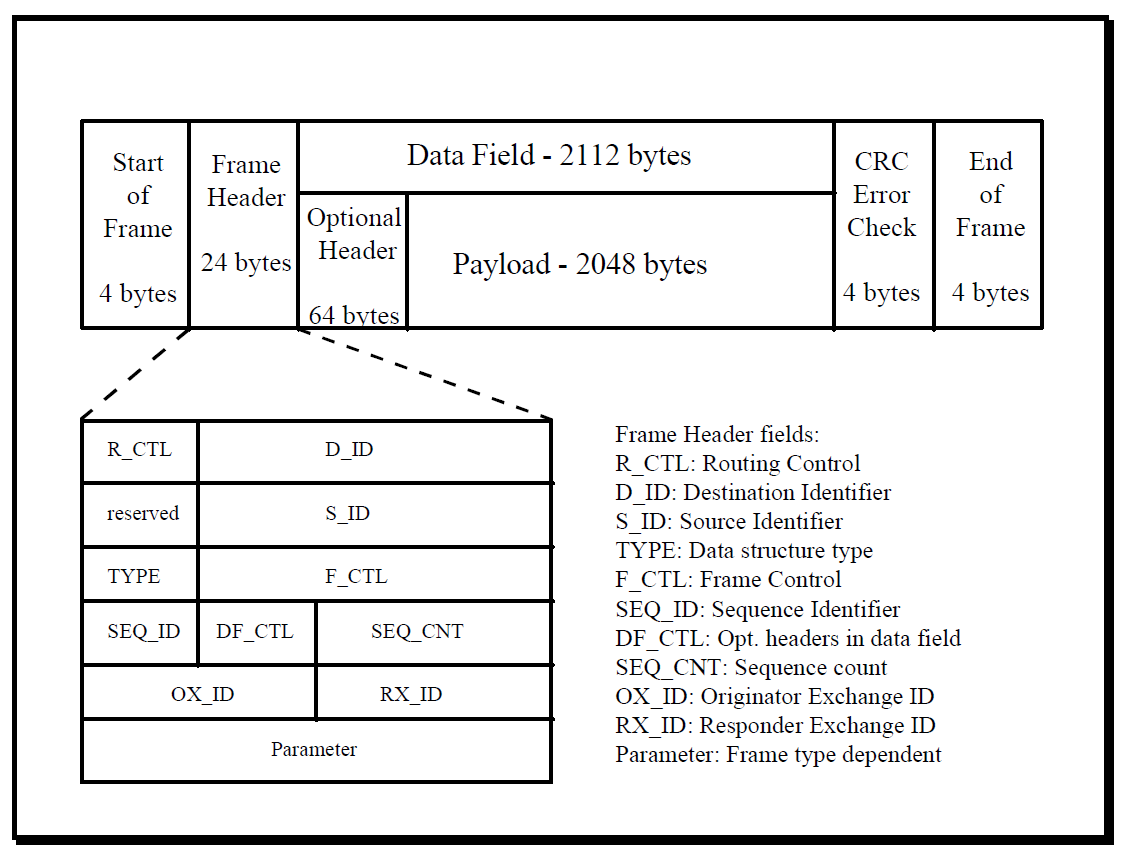 Start
of
Frame
4 bytes
Frame
Header
24 bytes
Data Field - 2112 bytes
Optional
Header
64 bytes
Payload - 2048 bytes
CRC
Error
Check
4 bytes
End
of
Frame
4 bytes
R_CTL
D_ID
reserved
S_ID
TYPE
F_CTL
SEQ_ID
DF_CTL
SEQ_CNT
OX_ID
RX_ID
Parameter
Frame Header fields:
R_CTL: Routing Control
D_ID: Destination Identifier
S_ID: Source Identifier
TYPE: Data structure type
F_CTL: Frame Control
SEQ_ID: Sequence Identifier
DF_CTL: Opt. headers in data field
SEQ_CNT: Sequence count
OX_ID: Originator Exchange ID
RX_ID: Responder Exchange ID
Parameter: Frame type dependent